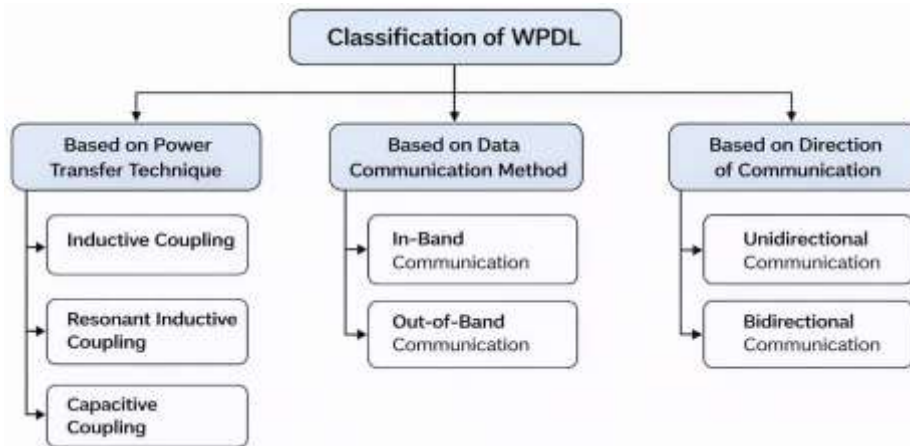 Classification of WPDL
Based on Power
Transfer Technique
Inductive Coupling
Resonant Inductive
Coupling
Capacitive
Coupling
Based on Data
Communication Method
In-Band
Communication
Out-of-Band
Communication
Based on Direction
of Communication
Unidirectional
Communication
Bidirectional
Communication